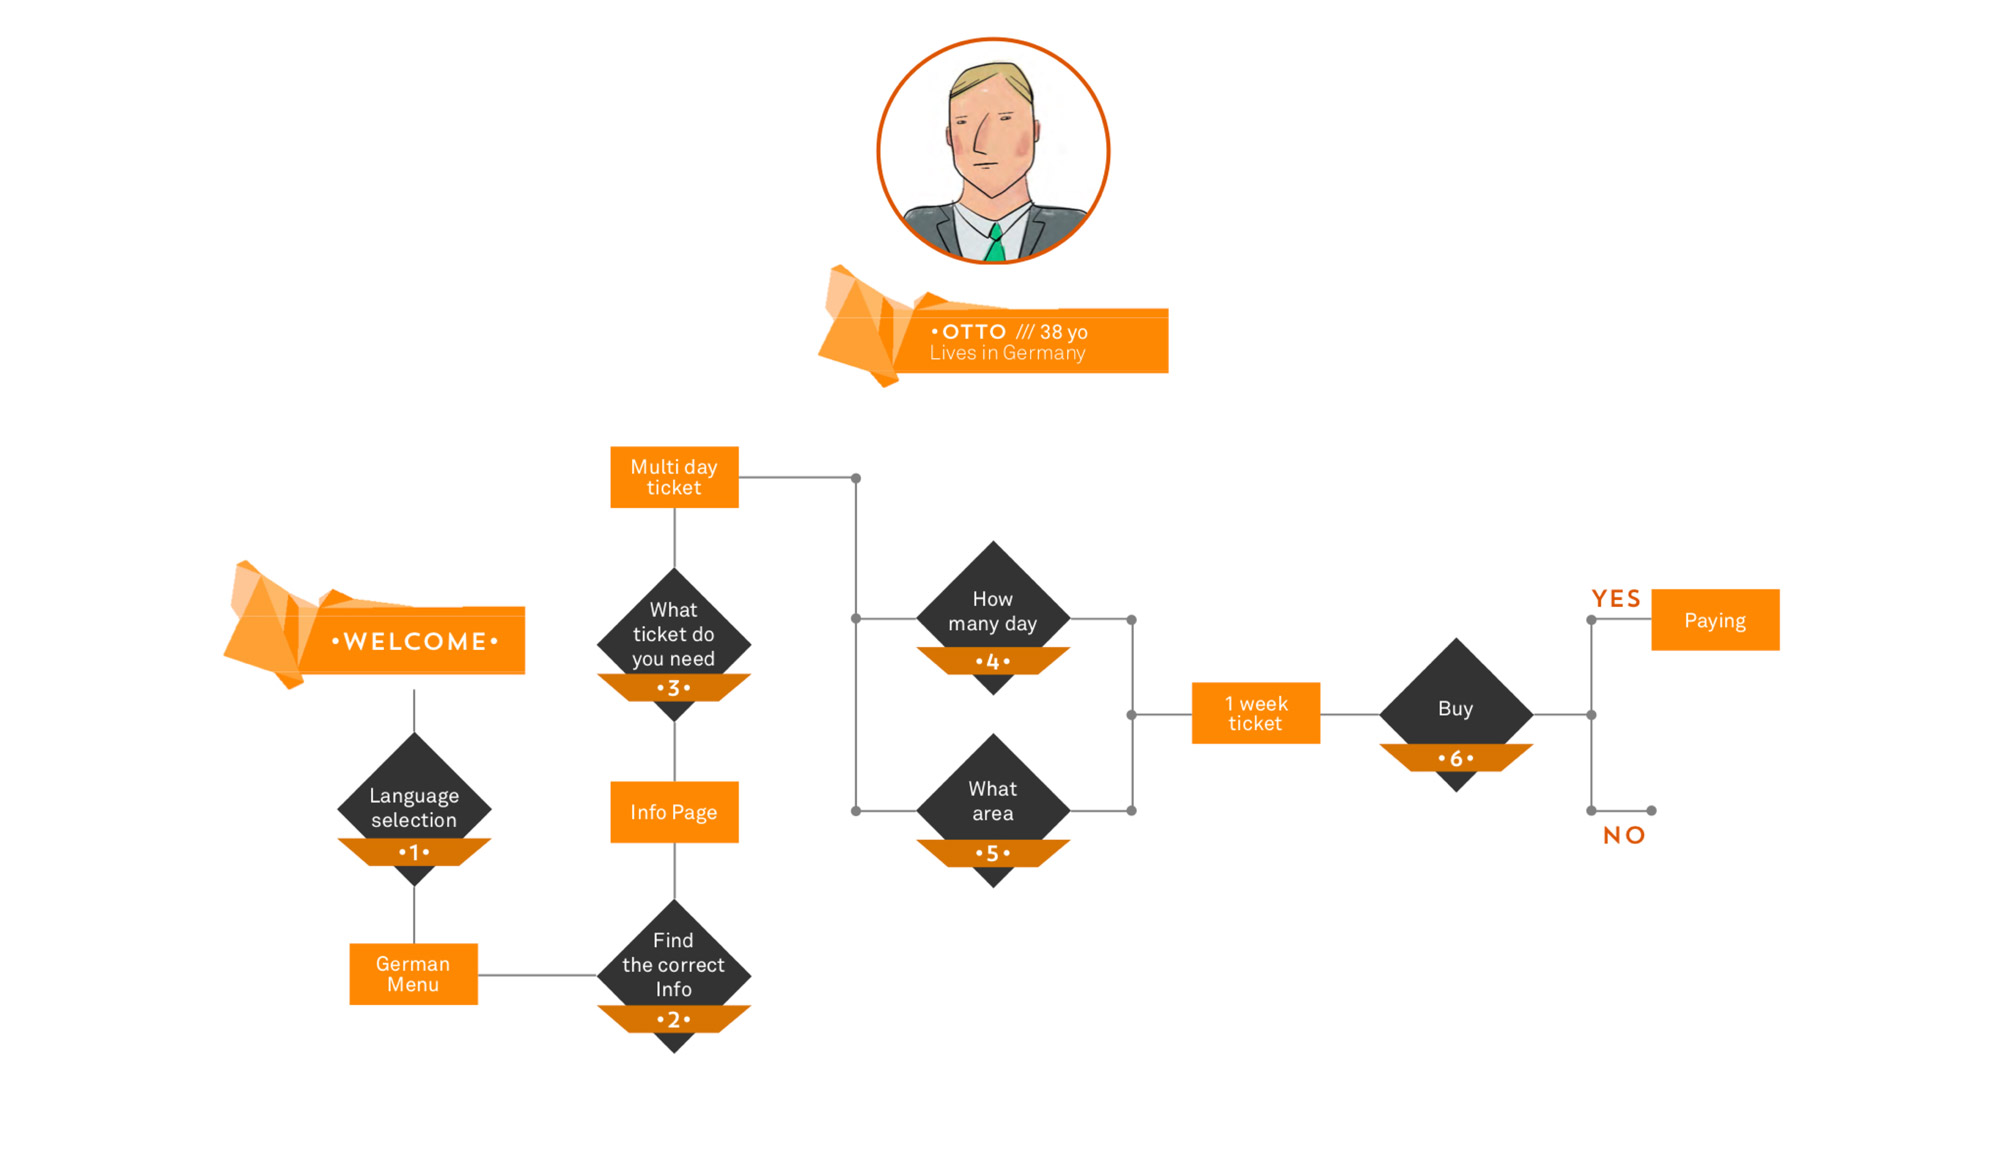 •OTTO /// 38 yo
Lives in Germany
•WELCOME•
Language
selection
•1•
German
Menu
Find
the correct
Info
•2•
Info Page
What
ticket do
you need
•3•
Multi day
ticket
How
many day
•4•
What
area
•5•
1 week
ticket
Buy
•6•
YES
Paying
NO